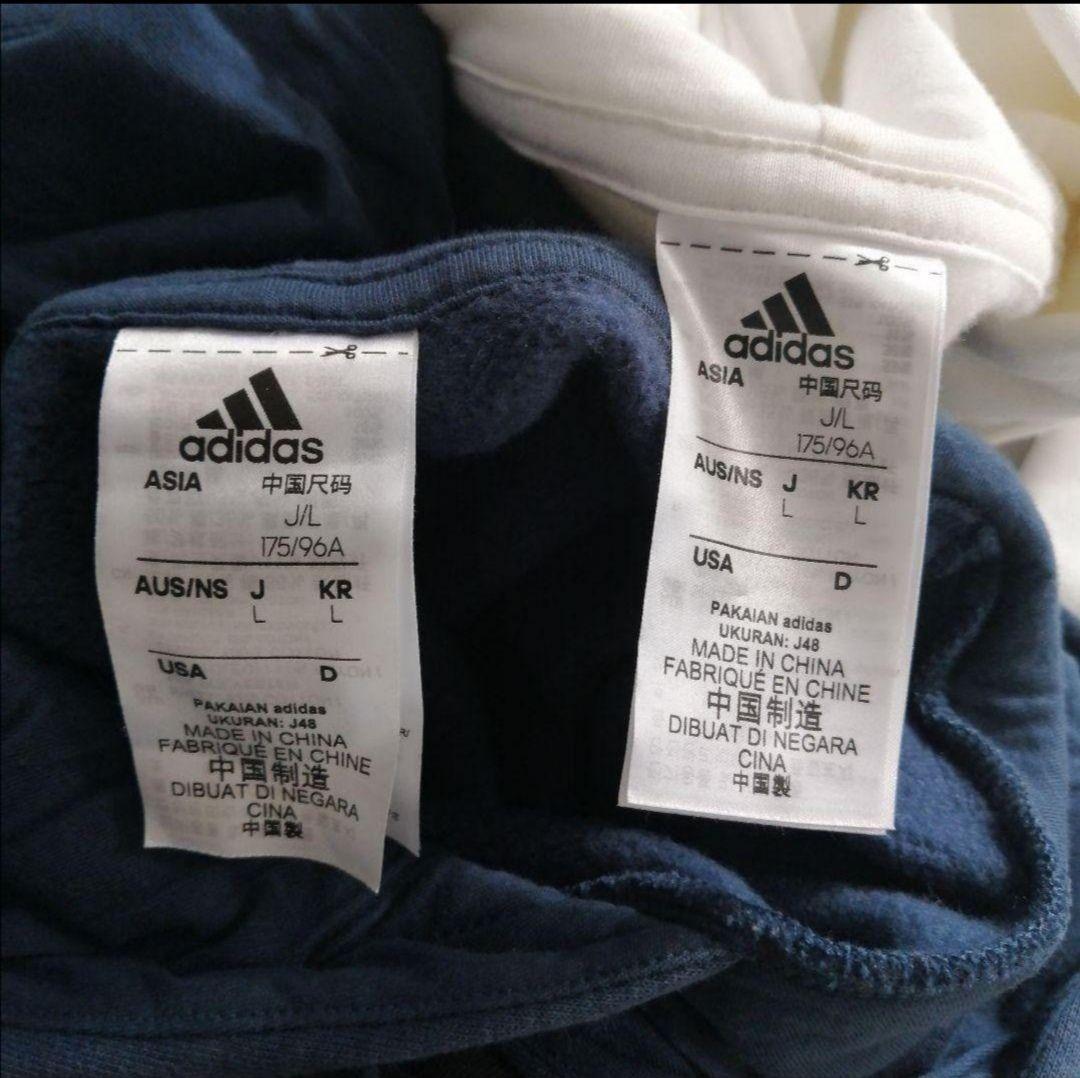 adidas
ASIA 中国尺码
J/L
175/96A
AUS/NS J KR
L L
USA D
PAKAIAN adidas
UKURAN: J48
MADE IN CHINA
FABRIQUÉ EN CHINE
中国制造
DIBUAT DI NEGARA
CINA
中国製
adidas
ASIA 中国尺码
J/L
175/96A
AUS/NS J KR
L L
USA D
PAKAIAN adidas
UKURAN: J48
MADE IN CHINA
FABRIQUÉ EN CHINE
中国制造
DIBUAT DI NEGARA
CINA
中国製